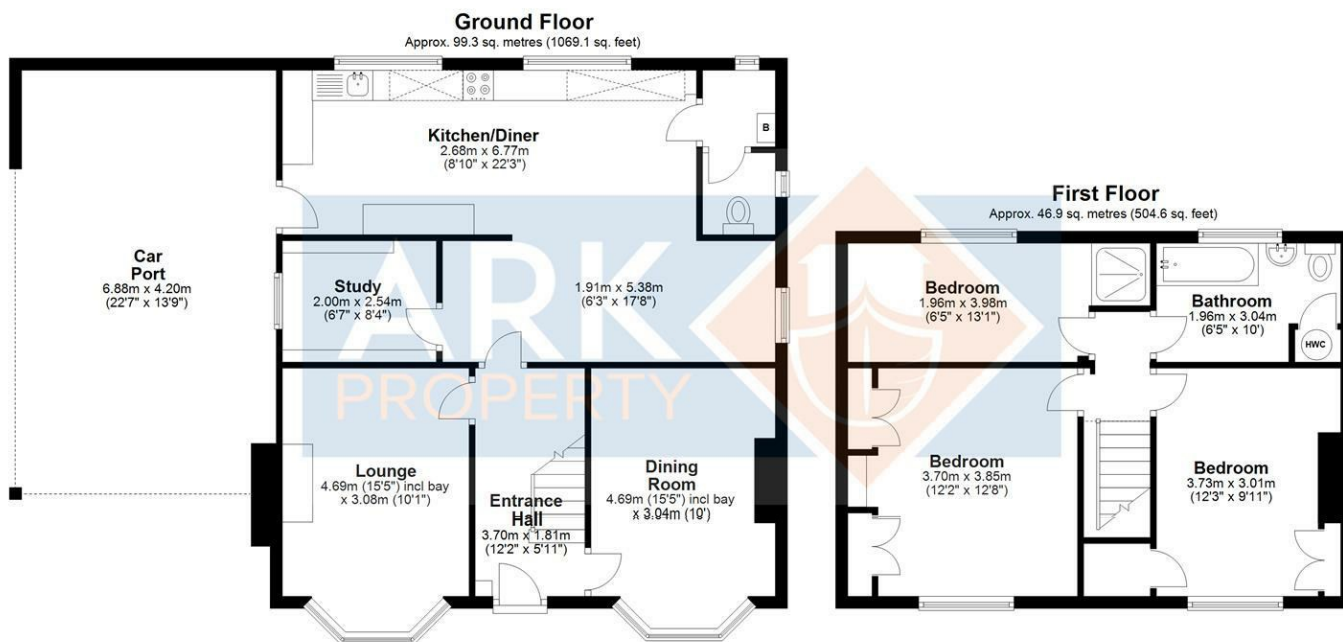 Ground Floor
Approx. 99.3 sq. metres (1069.1 sq. feet)
Kitchen/Diner
2.68m x 6.77m
(8'10" x 22'3")
B
Car
Port
6.88m x 4.20m
(22'7" x 13'9")
Study
2.00m x 2.54m
(6'7" x 8'4")
1.91m x 5.38m
(6'3" x 17'8")
Lounge
4.69m (15'5") incl bay
x 3.08m (10'1")
Entrance
Hall
3.70m x 1.81m
(12'2" x 5'11")
Dining
Room
4.69m (15'5") incl bay
x 3.04m (10')
First Floor
Approx. 46.9 sq. metres (504.6 sq. feet)
Bedroom
1.96m x 3.98m
(6'5" x 13'1")
Bathroom
1.96m x 3.04m
(6'5" x 10')
HWC
Bedroom
3.70m x 3.85m
(12'2" x 12'8")
Bedroom
3.73m x 3.01m
(12'3" x 9'11")
ARK
PROPERTY